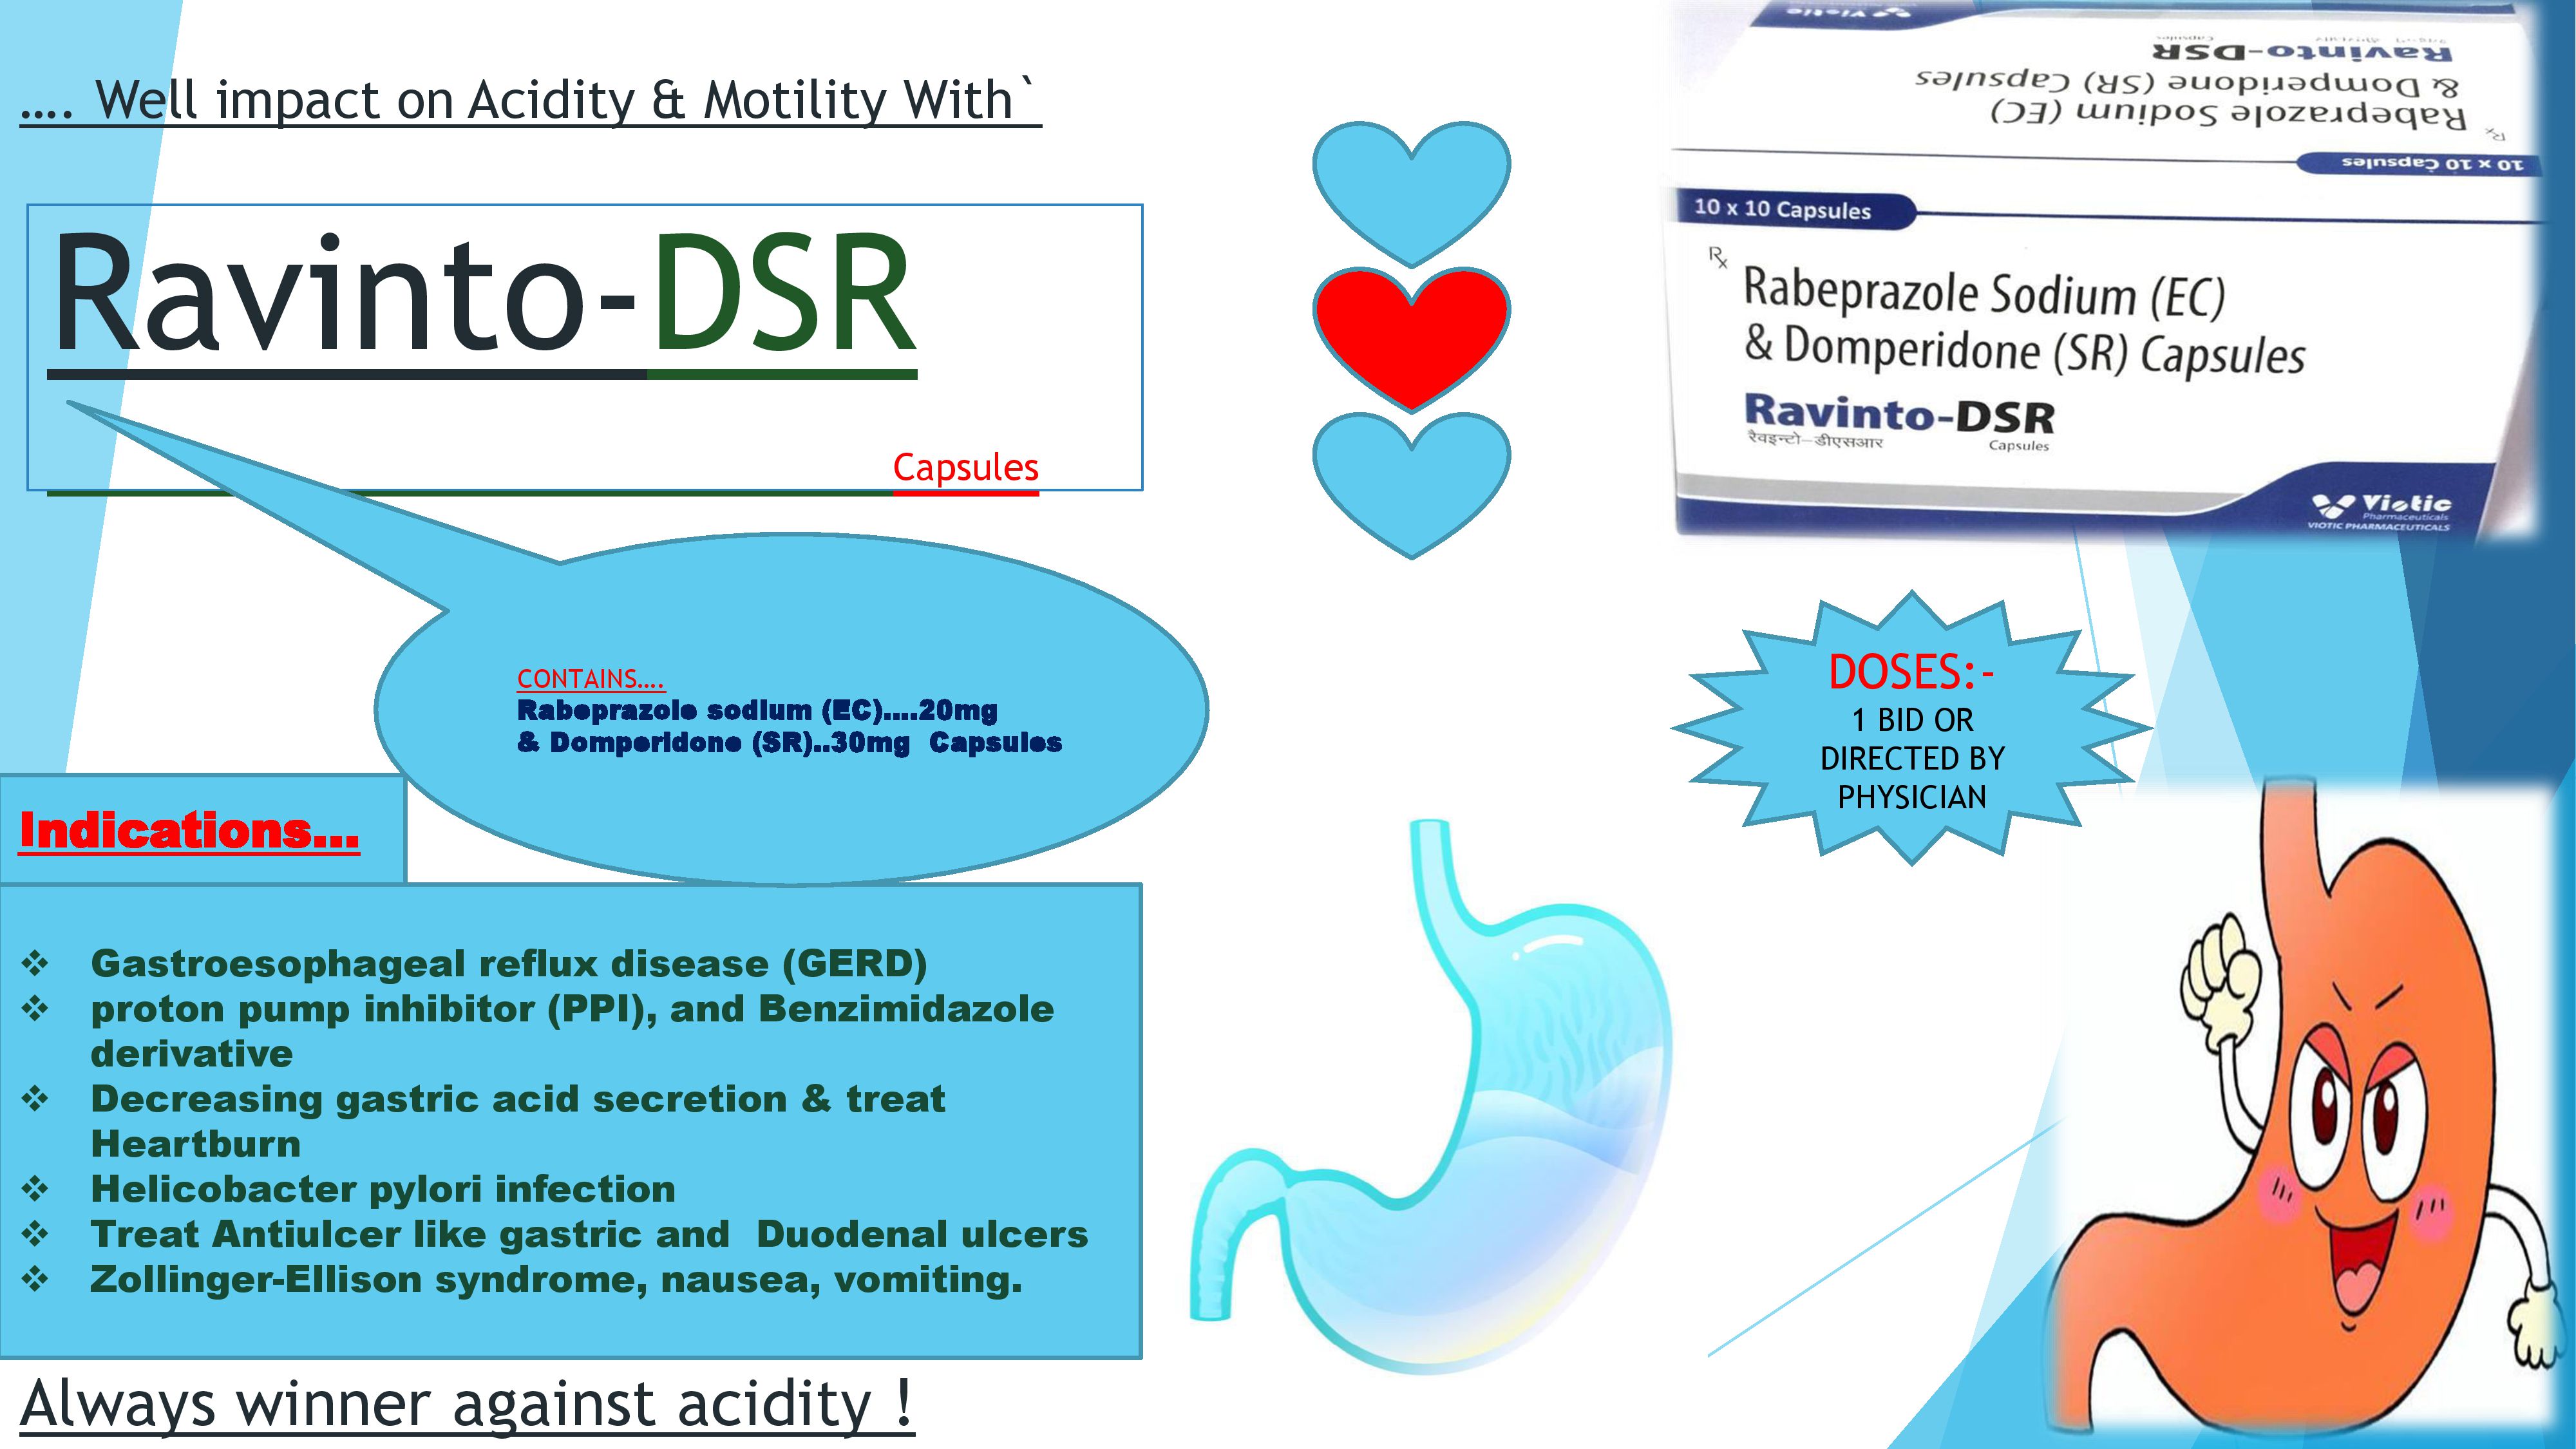 .... Well impact on Acidity & Motility With`
Ravinto-DSR
Capsules
CONTAINS....
Rabeprazole sodium (EC)....20mg
& Domperidone (SR)..30mg Capsules
Indications...
❖ Gastroesophageal reflux disease (GERD)
❖ proton pump inhibitor (PPI), and Benzimidazole
derivative
❖ Decreasing gastric acid secretion & treat
Heartburn
❖ Helicobacter pylori infection
❖ Treat Antiulcer like gastric and Duodenal ulcers
❖ Zollinger-Ellison syndrome, nausea, vomiting.
Always winner against acidity !
Viotic
Ravinto-DSR
Capsules
& Domperidone (SR) Capsules
Rabeprazole Sodium (EC)
Rx
10 x 10 Capsules
10 x 10 Capsules
Rx
Rabeprazole Sodium (EC)
& Domperidone (SR) Capsules
Ravinto-DSR
रैवइन्टो-डीएसआर
Capsules
Viotic
Pharmaceuticals
VIOTIC PHARMACEUTICALS
DOSES:-
1 BID OR
DIRECTED BY
PHYSICIAN